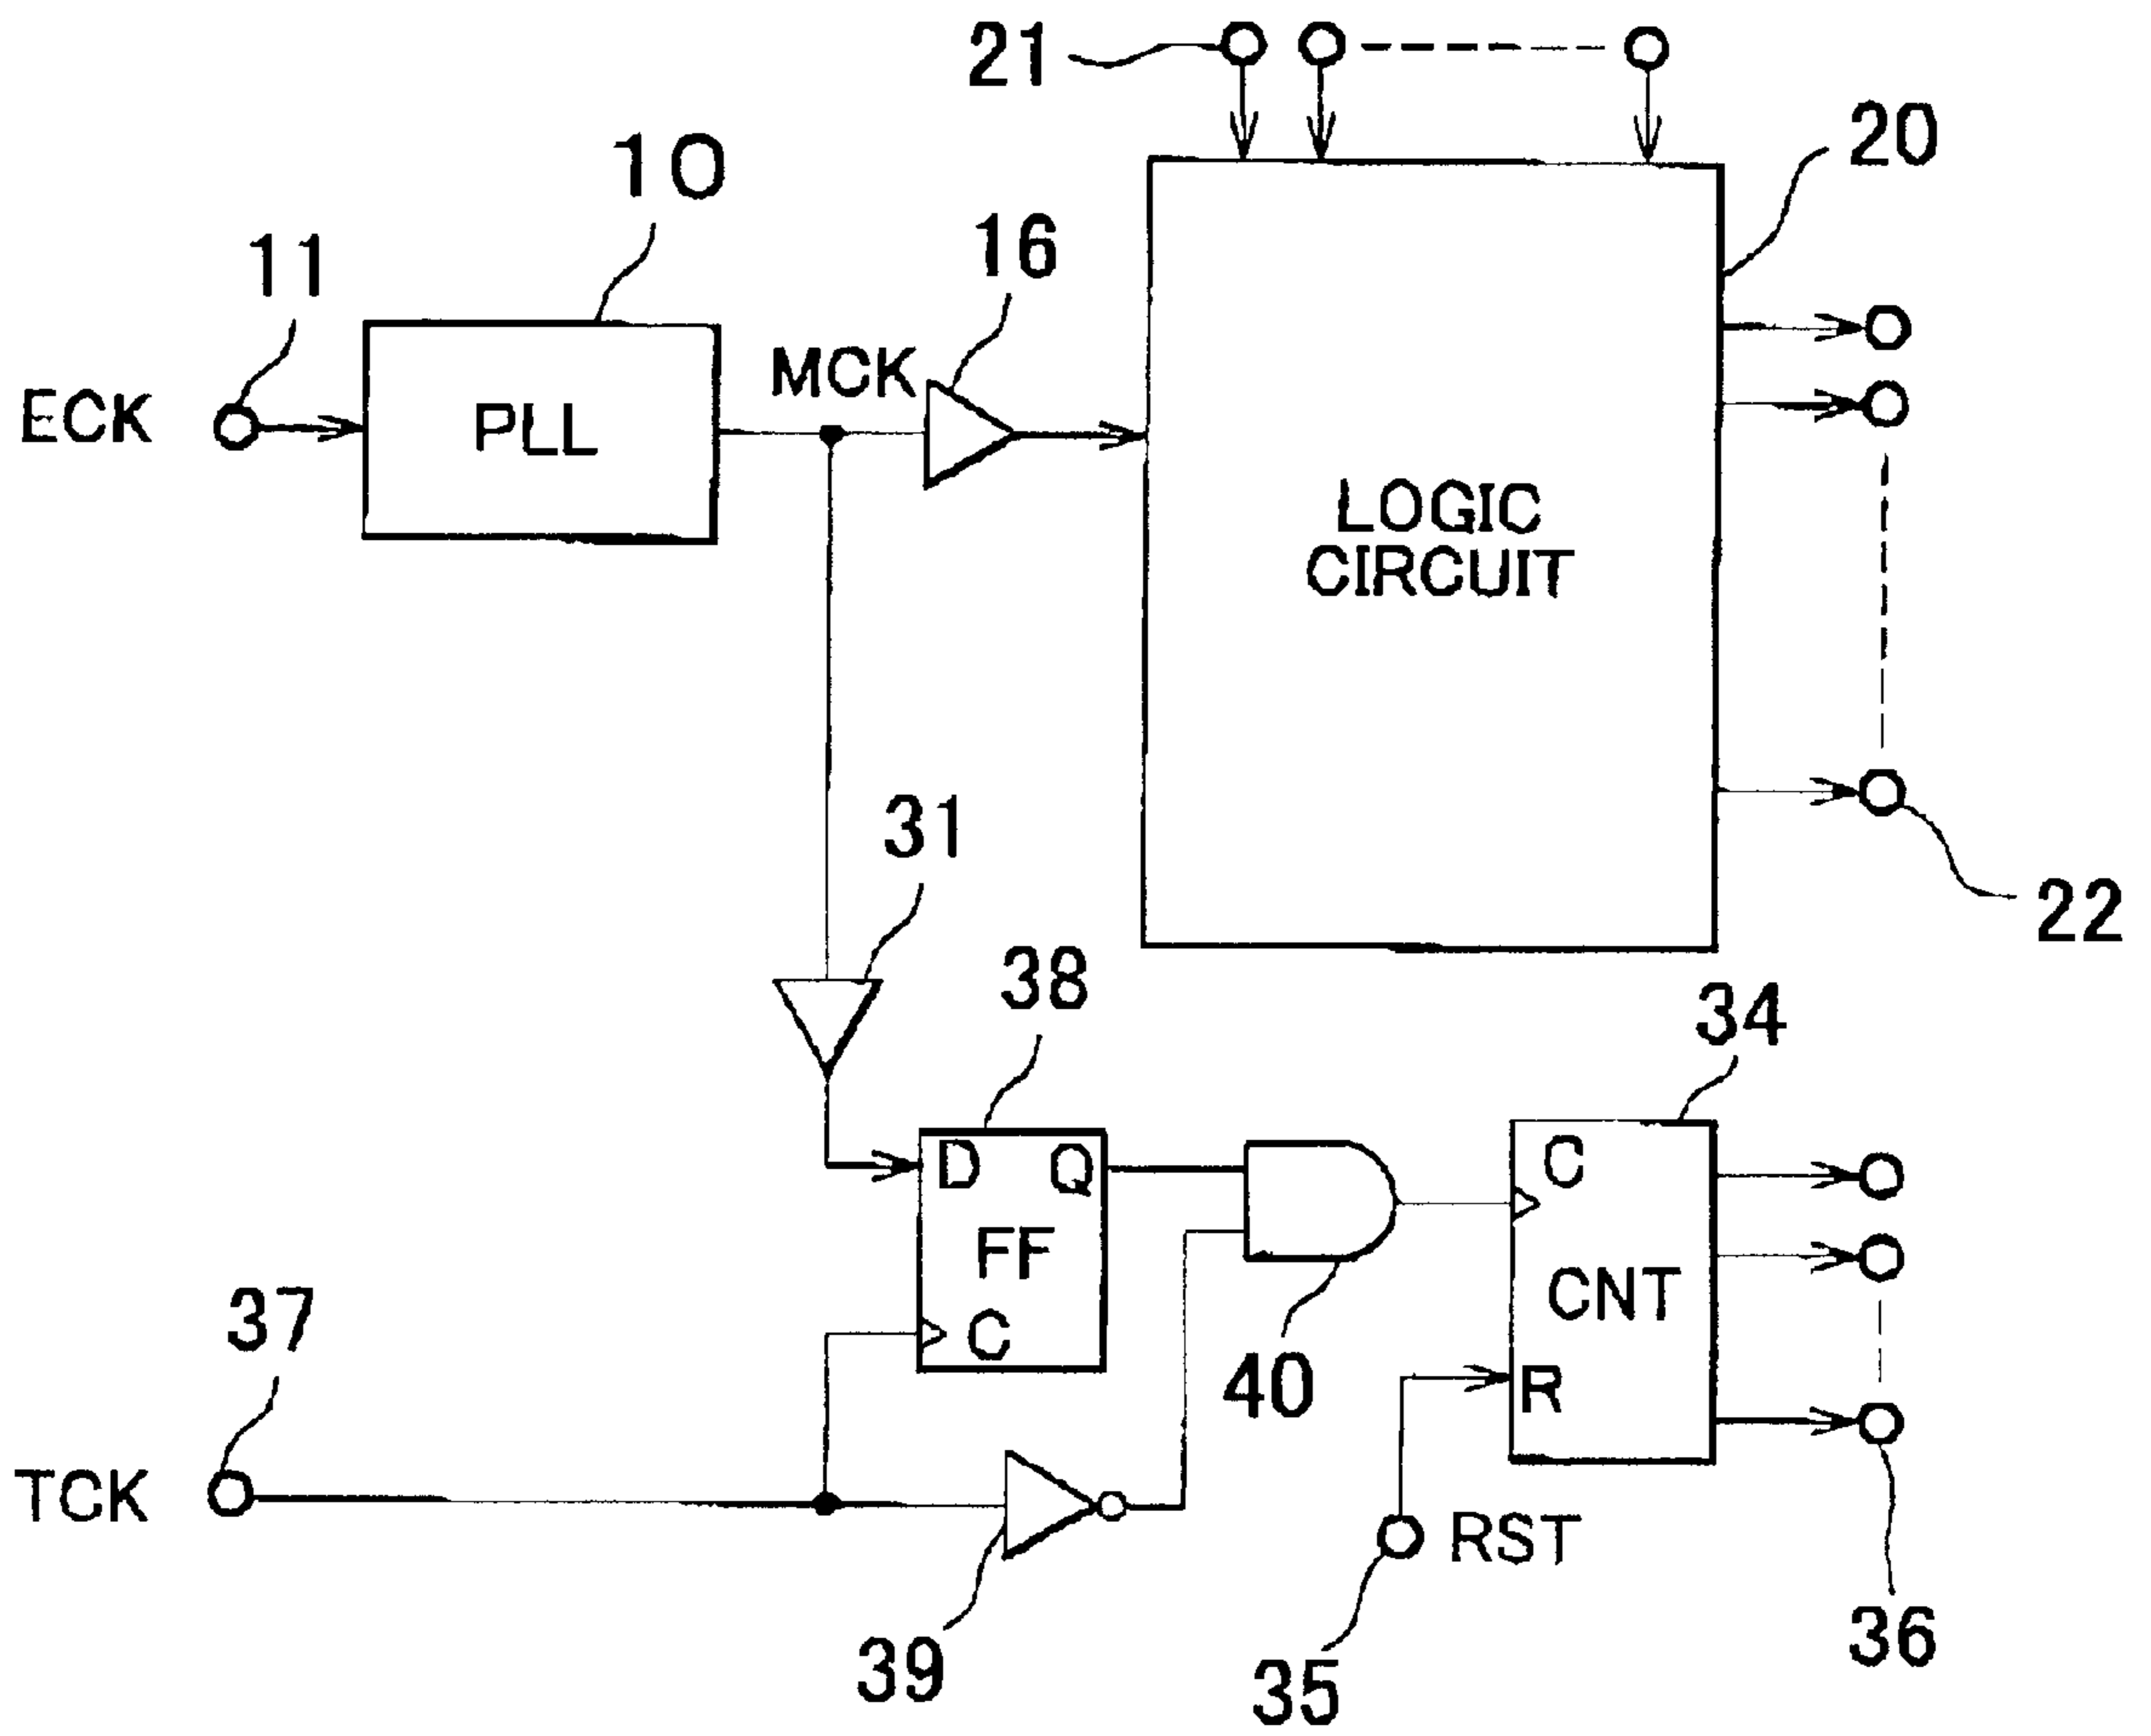 21
20
10
16
11
MCK
ECK
PLL
LOGIC
CIRCUIT
31
22
38
34
D Q
C
FF
CNT
37
C
40
R
TCK
RST
39
35
36